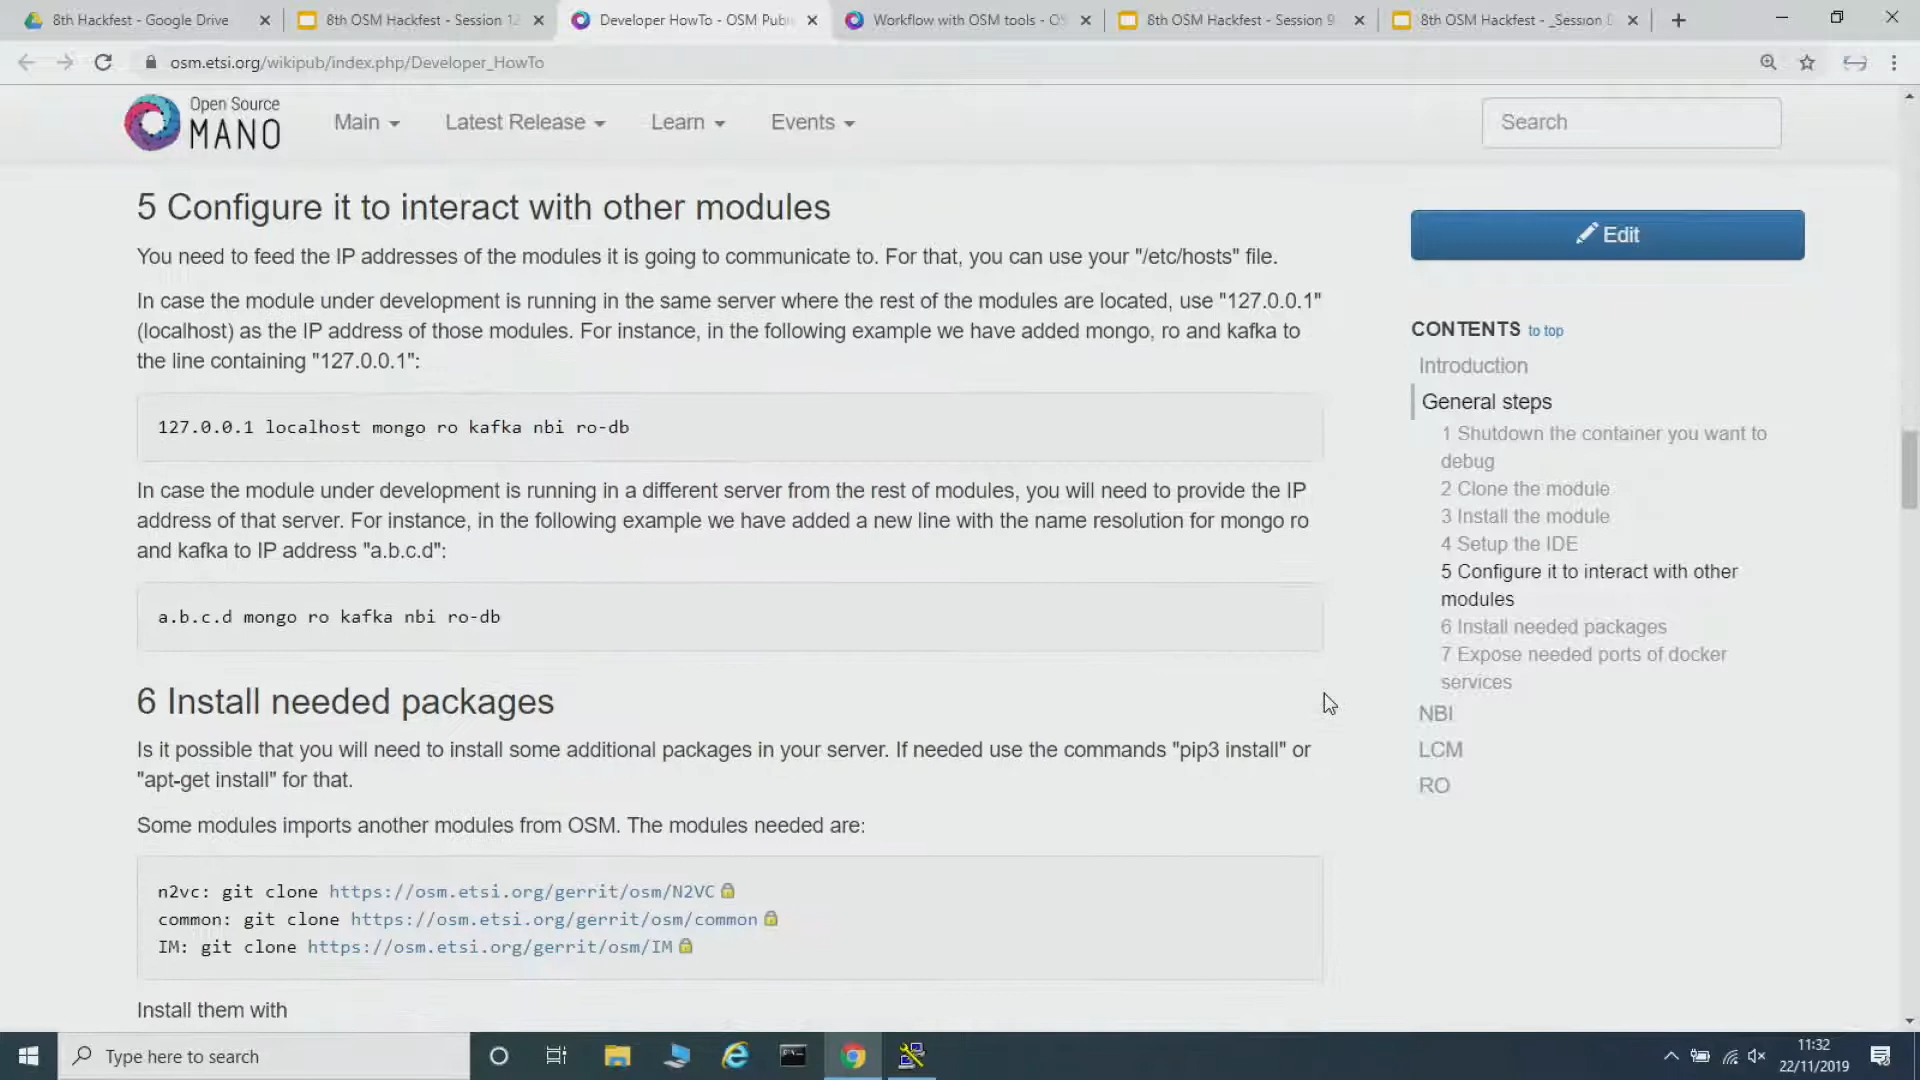 8th Hackfest - Google Drive
8th OSM Hackfest - Session 12
Developer HowTo - OSM Pub
Workflow with OSM tools - OS
8th OSM Hackfest - Session 9
8th OSM Hackfest - _Session
osm.etsi.org/wikipub/index.php/Developer_HowTo
Open Source
MANO
Main
Latest Release
Learn
Events
Search
5 Configure it to interact with other modules
You need to feed the IP addresses of the modules it is going to communicate to. For that, you can use your "/etc/hosts" file.
In case the module under development is running in the same server where the rest of the modules are located, use "127.0.0.1"
(localhost) as the IP address of those modules. For instance, in the following example we have added mongo, ro and kafka to
the line containing "127.0.0.1":
127.0.0.1 localhost mongo ro kafka nbi ro-db
In case the module under development is running in a different server from the rest of modules, you will need to provide the IP
address of that server. For instance, in the following example we have added a new line with the name resolution for mongo ro
and kafka to IP address "a.b.c.d":
a.b.c.d mongo ro kafka nbi ro-db
6 Install needed packages
Is it possible that you will need to install some additional packages in your server. If needed use the commands "pip3 install" or
"apt-get install" for that.
Some modules imports another modules from OSM. The modules needed are:
n2vc: git clone https://osm.etsi.org/gerrit/osm/N2VC
common: git clone https://osm.etsi.org/gerrit/osm/common
IM: git clone https://osm.etsi.org/gerrit/osm/IM
Install them with
Edit
CONTENTS to top
Introduction
General steps
1 Shutdown the container you want to
debug
2 Clone the module
3 Install the module
4 Setup the IDE
5 Configure it to interact with other
modules
6 Install needed packages
7 Expose needed ports of docker
services
NBI
LCM
RO
Type here to search
11:32
22/11/2019